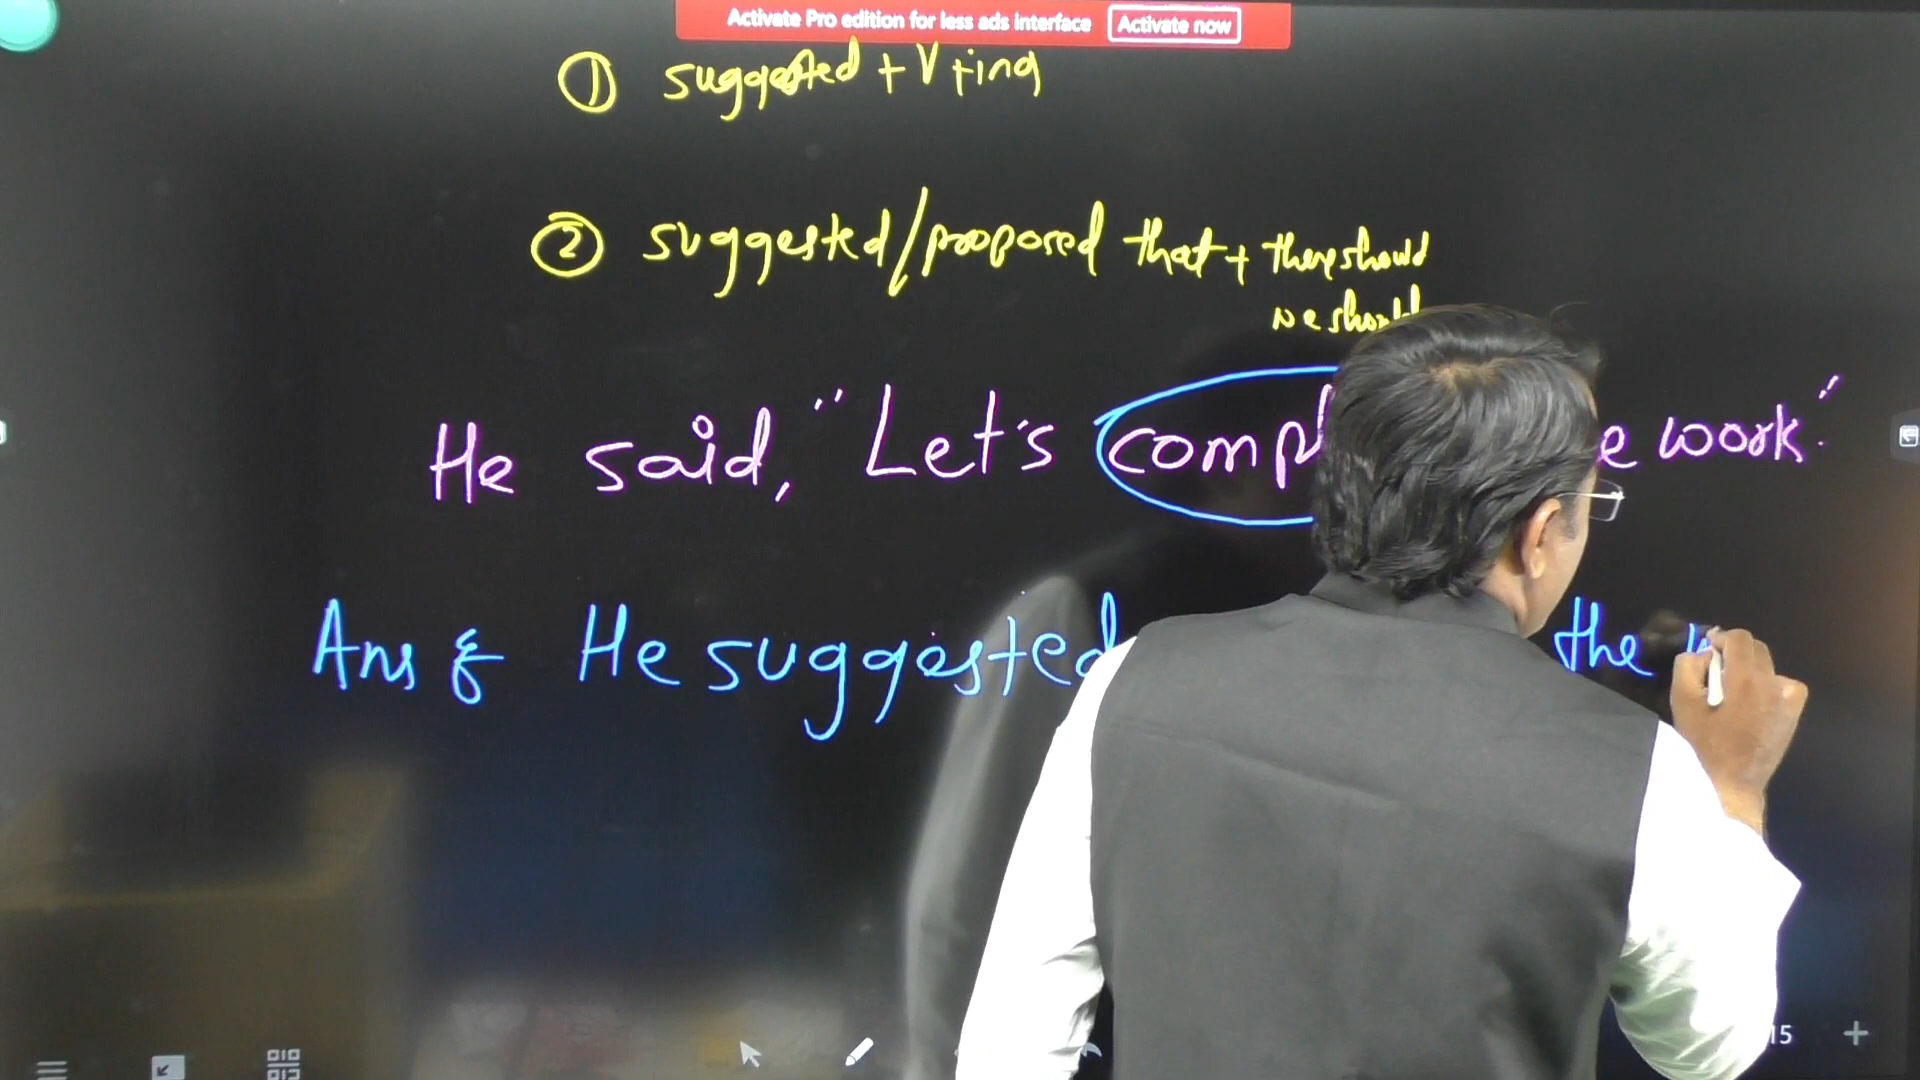 Activate Pro edition for less ads interface Activate now
① suggested + V + ing
② suggested/proposed that + they should
we should
He said, "Let's comp e work."
Ans & He suggested the
15